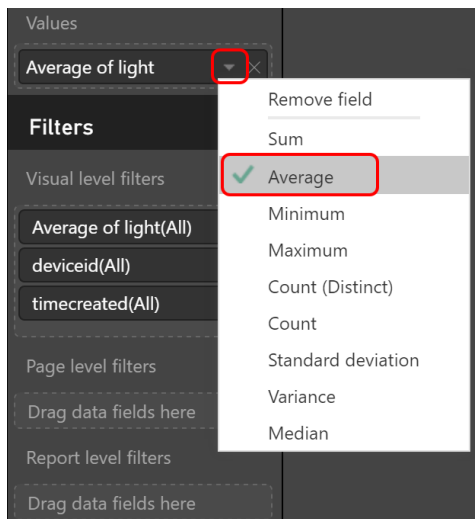 Values
Average of light
Remove field
Filters
Sum
Average
Visual level filters
Minimum
Average of light(All)
Maximum
deviceid(All)
Count (Distinct)
timecreated(All)
Count
Standard deviation
Page level filters
Variance
Drag data fields here
Median
Report level filters
Drag data fields here